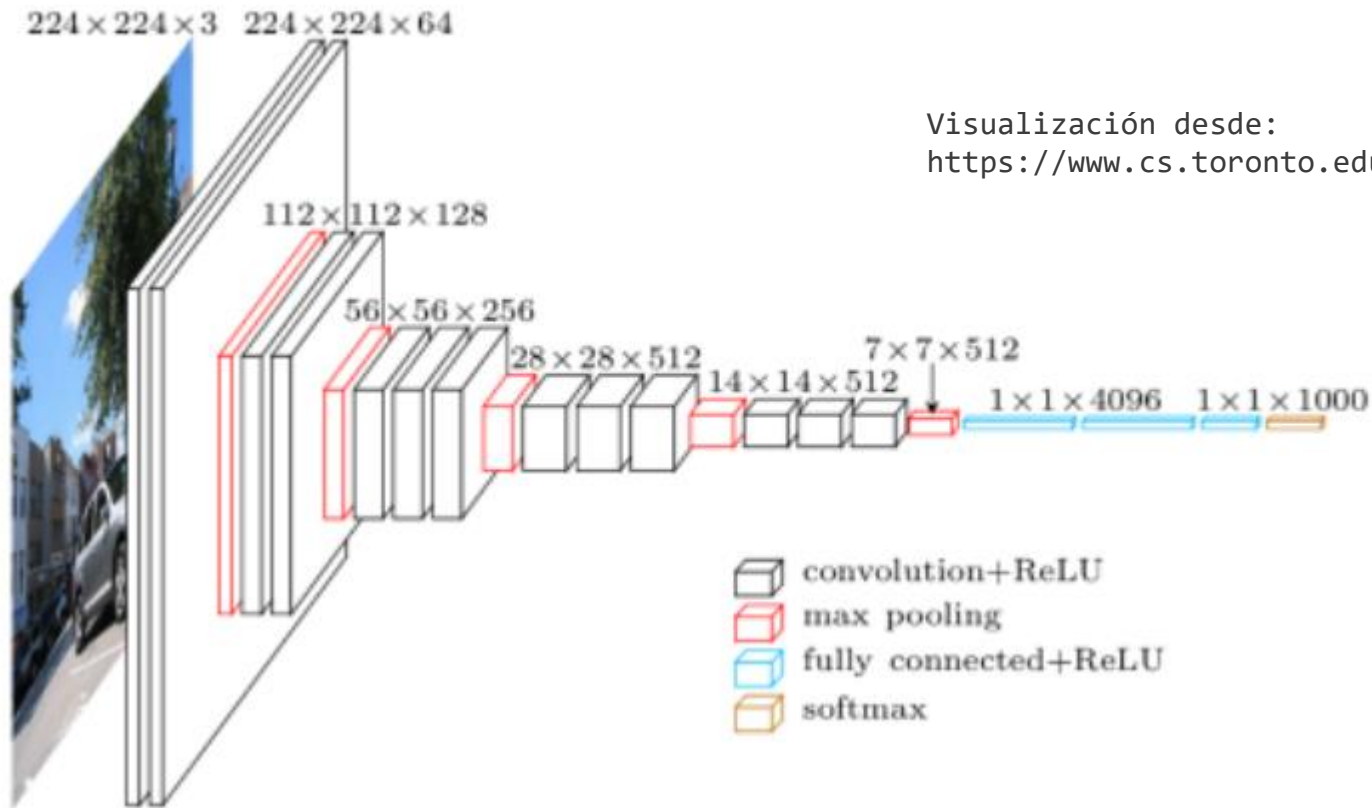 224×224×3
224×224×64
Visualización desde:
https://www.cs.toronto.edu
112×112×128
56×56×256
28×28×512
14×14×512
7×7×512
1×1×4096
1×1×1000
convolution+ReLU
max pooling
fully connected+ReLU
softmax